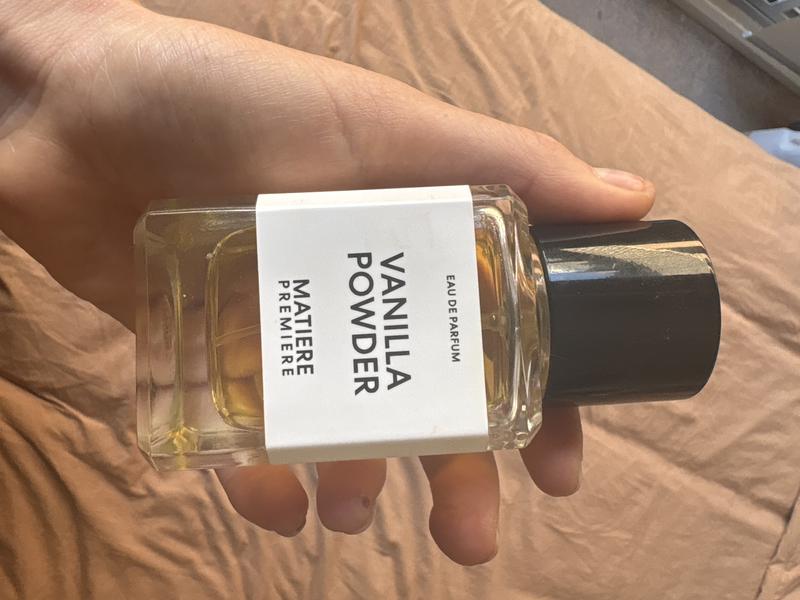 EAU DE PARFUM
VANILLA
POWDER
MATIERE
PREMIERE